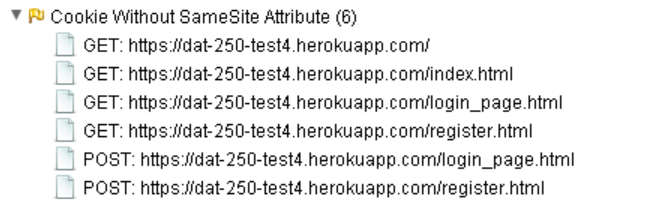 Cookie Without SameSite Attribute (6)
GET: https://dat-250-test4.herokuapp.com/
GET: https://dat-250-test4.herokuapp.com/index.html
GET: https://dat-250-test4.herokuapp.com/login_page.html
GET: https://dat-250-test4.herokuapp.com/register.html
POST: https://dat-250-test4.herokuapp.com/login_page.html
POST: https://dat-250-test4.herokuapp.com/register.html